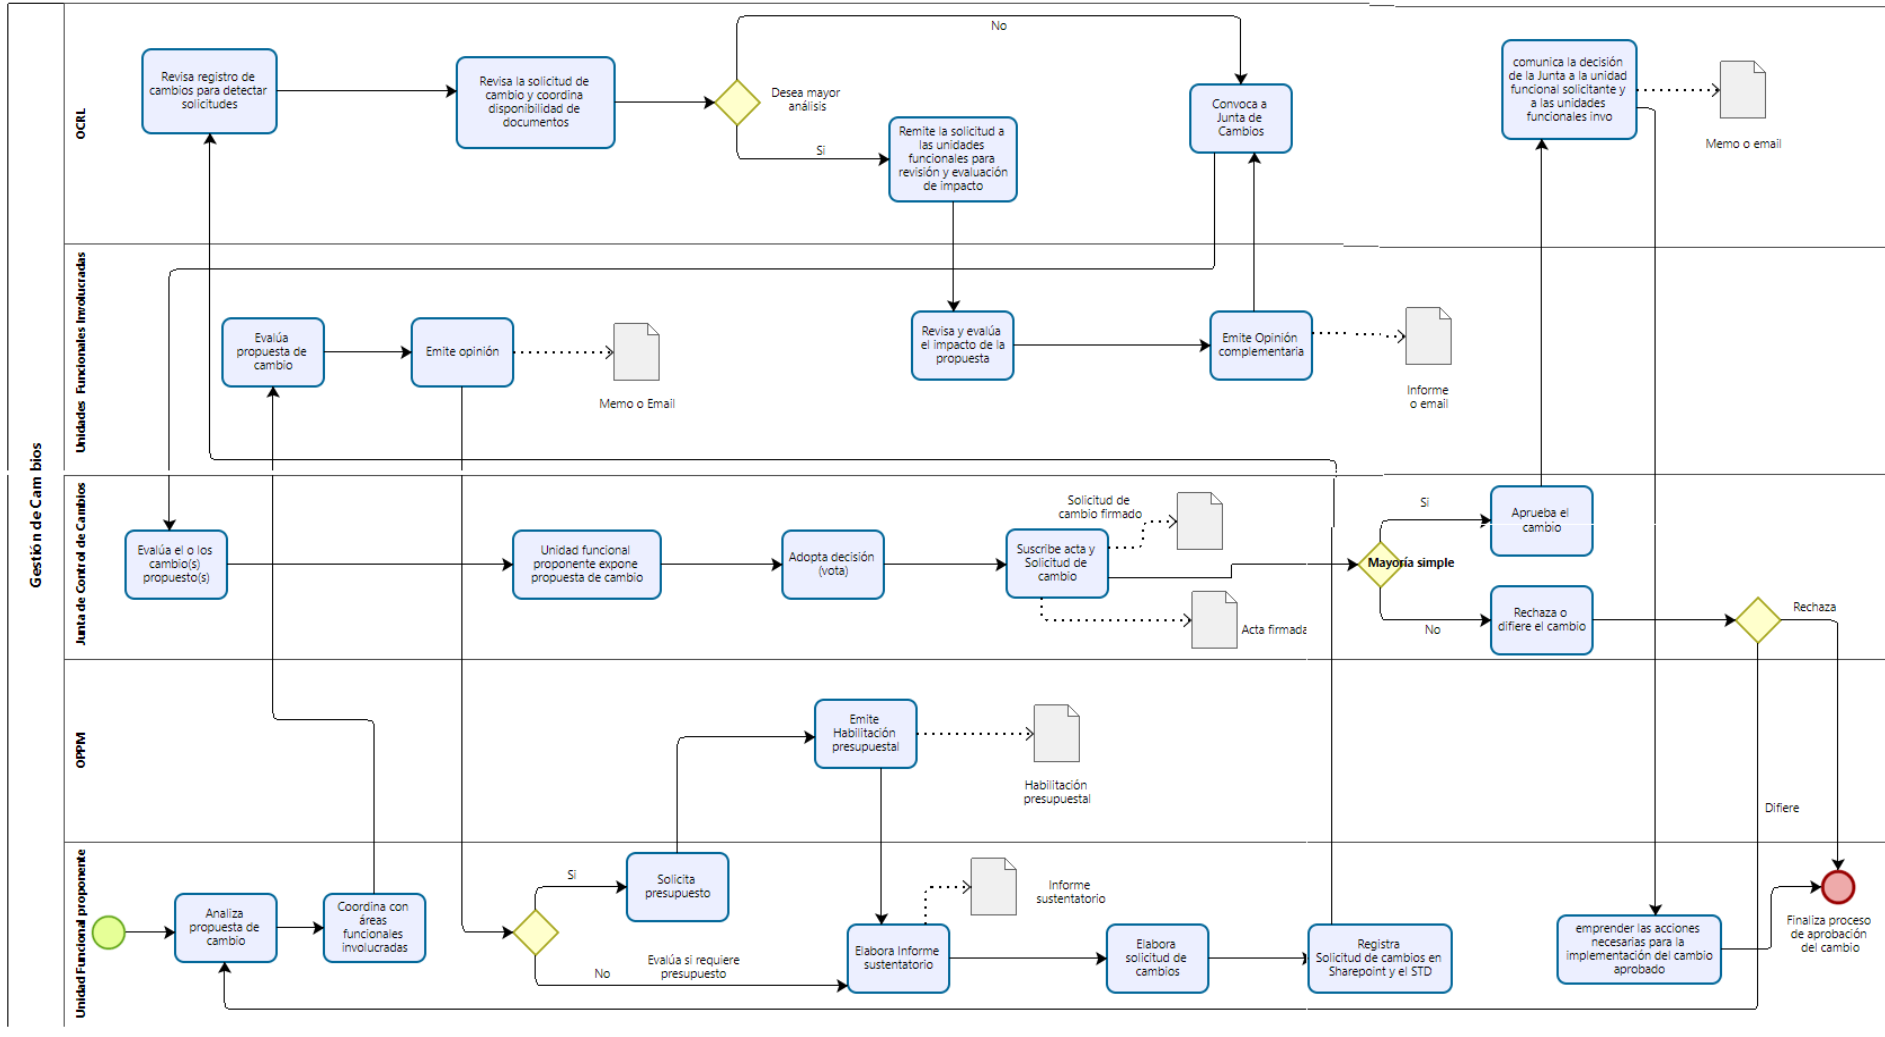 Gestión de Cambios
OCRL
Revisa registro de
cambios para detectar
solicitudes
Revisa la solicitud de
cambio y coordina
disponibilidad de
documentos
Desea mayor
análisis
No
Si
Remite la solicitud a
las unidades
funcionales para
revisión y evaluación
de impacto
Convoca a
Junta de
Cambios
comunica la decisión
de la Junta a la unidad
funcional solicitante y
a las unidades
funcionales invo
Memo o email
Unidades Funcionales Involucradas
Evalúa
propuesta de
cambio
Emite opinión
Memo o Email
Revisa y evalúa
el impacto de la
propuesta
Emite Opinión
complementaria
Informe
o email
Junta de Control de Cambios
Evalúa el o los
cambio(s)
propuesto(s)
Unidad funcional
proponente expone
propuesta de cambio
Adopta decisión
(vota)
Suscribe acta y
Solicitud de
cambio
Solicitud de
cambio firmado
Acta firmada
Mayoría simple
Si
No
Aprueba el
cambio
Rechaza o
difiere el cambio
Rechaza
Difiere
OPPM
Emite
Habilitación
presupuestal
Habilitación
presupuestal
Unidad Funcional proponente
Analiza
propuesta de
cambio
Coordina con
áreas
funcionales
involucradas
Si
No
Evalúa si requiere
presupuesto
Solicita
presupuesto
Elabora Informe
sustentatorio
Informe
sustentatorio
Elabora
solicitud de
cambios
Registra
Solicitud de cambios en
Sharepoint y el STD
emprender las acciones
necesarias para la
implementación del cambio
aprobado
Finaliza proceso
de aprobación
del cambio